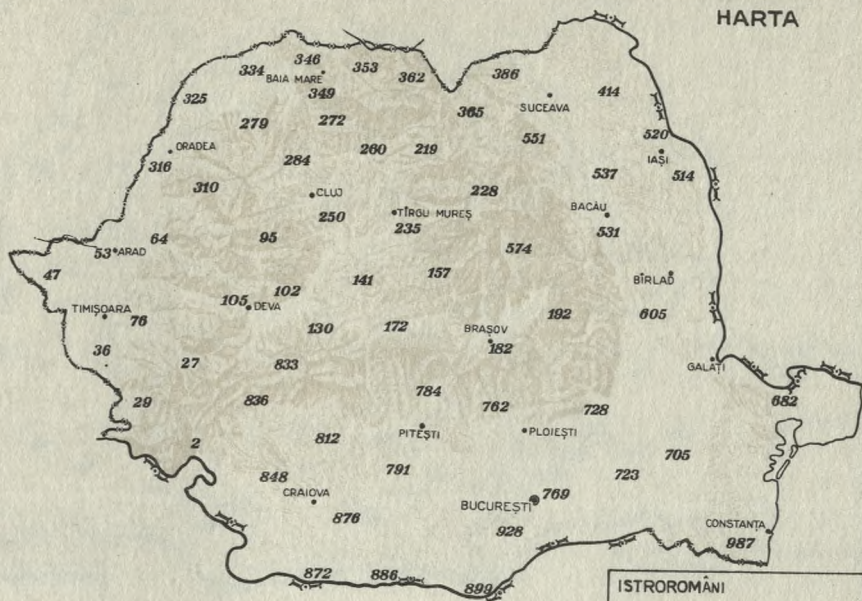 HARTA
346
353
334
BAIA MARE
362
386
325
349
365
SUCEAVA
414
279
272
551
520
ORADEA
260
219
IAȘI
316
284
537
514
310
CLUJ
228
250
TÎRGU MUREȘ
BACĂU
64
95
235
531
53 ARAD
574
47
141
157
BÎRLAD
102
105 DEVA
TIMIȘOARA
76
192
605
130
172
BRAȘOV
36
182
27
833
GALAȚI
29
836
784
762
728
682
2
812
PITEȘTI
PLOIEȘTI
848
791
723
705
CRAIOVA
BUCUREȘTI
769
876
928
CONSTANȚA
987
872
886
899
ISTROROMÂNI